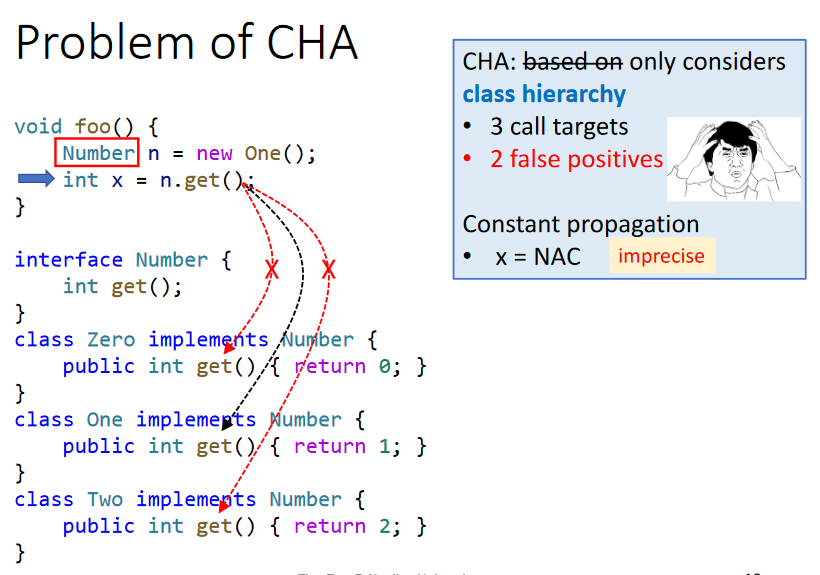 Problem of CHA
void foo() {
    Number n = new One();
    int x = n.get();
}
interface Number {
    int get();
}
class Zero implements Number {
    public int get() { return 0; }
}
class One implements Number {
    public int get() { return 1; }
}
class Two implements Number {
    public int get() { return 2; }
}
CHA: based on only considers
class hierarchy
• 3 call targets
• 2 false positives
Constant propagation
• x = NAC imprecise
X X